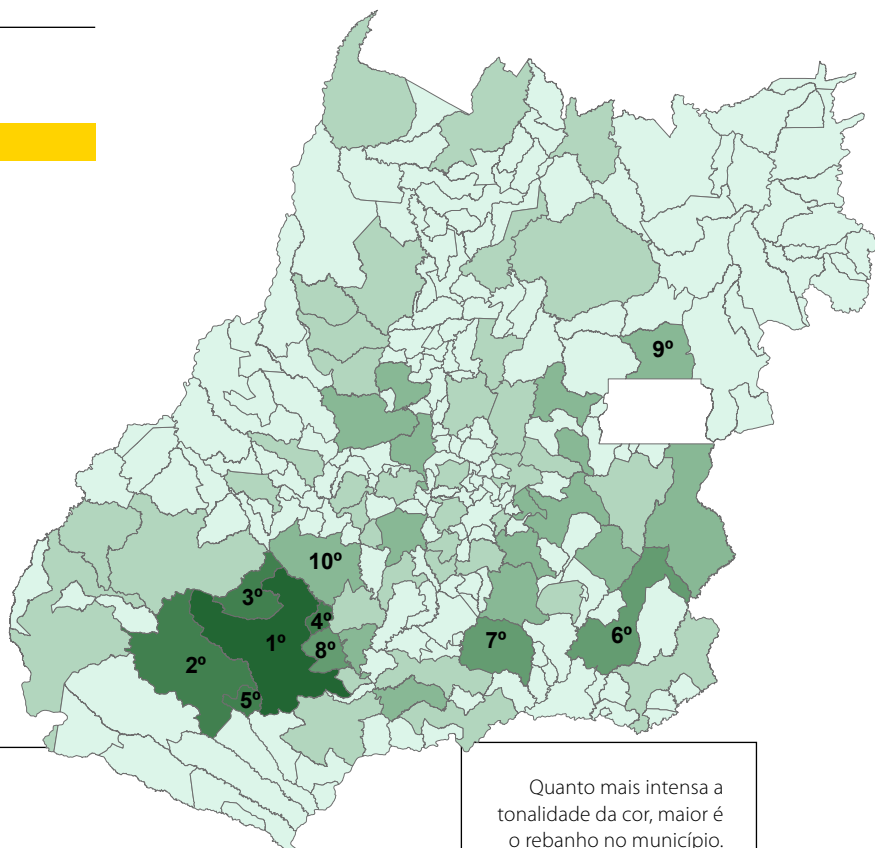 9º
10º
3º
4º
1º
8º
7º
6º
2º
5º
Quanto mais intensa a
tonalidade da cor, maior é
o rebanho no município.